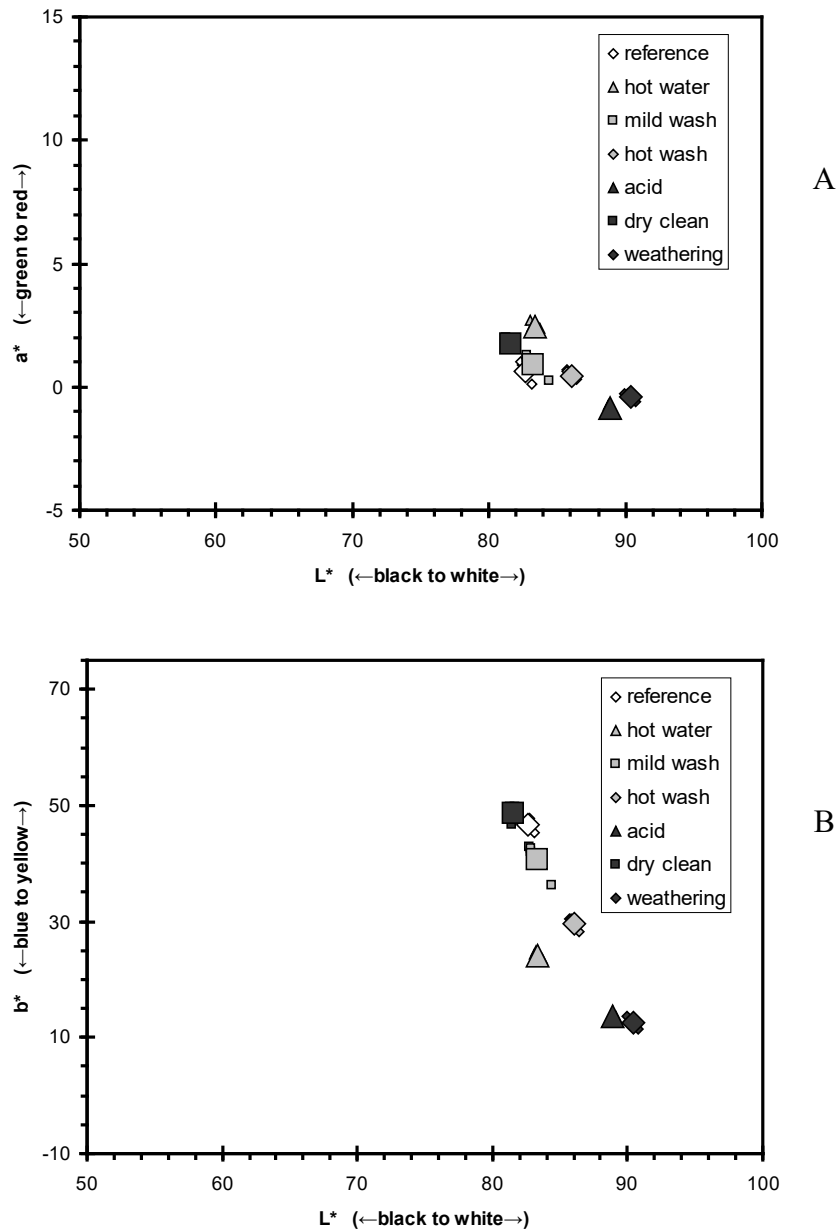 15
10
5
0
-5
50
60
70
80
90
100
a* (←green to red→)
L* (←black to white→)
reference
hot water
mild wash
hot wash
acid
dry clean
weathering
A
70
50
30
10
-10
50
60
70
80
90
100
b* (←blue to yellow→)
L* (←black to white→)
reference
hot water
mild wash
hot wash
acid
dry clean
weathering
B